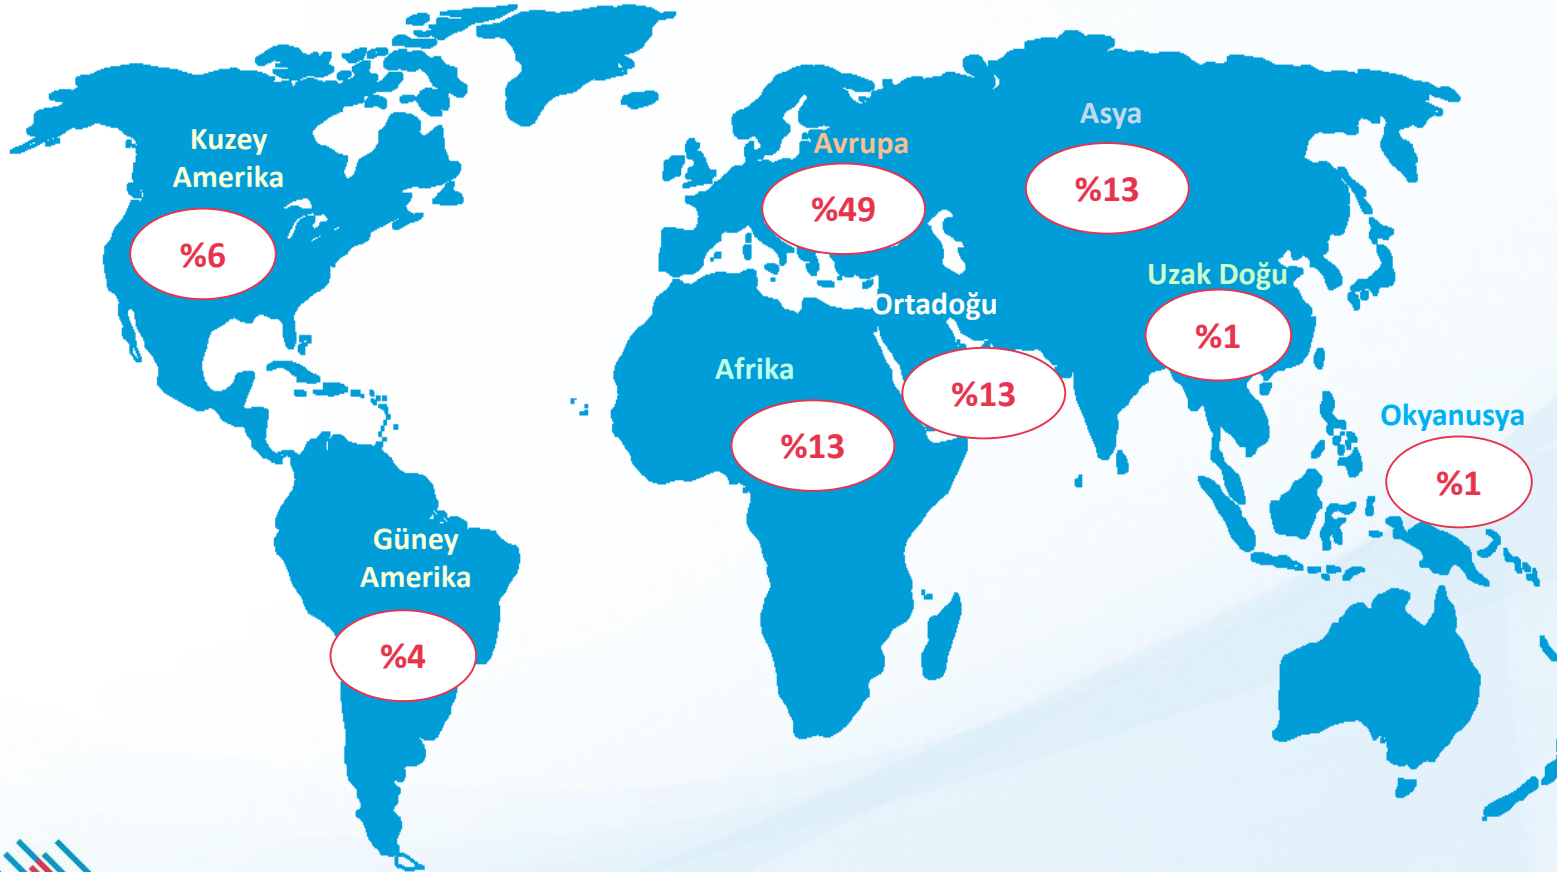 Kuzey
Amerika
%6
Güney
Amerika
%4
Avrupa
%49
Afrika
%13
Ortadoğu
%13
Asya
%13
Uzak Doğu
%1
Okyanusya
%1